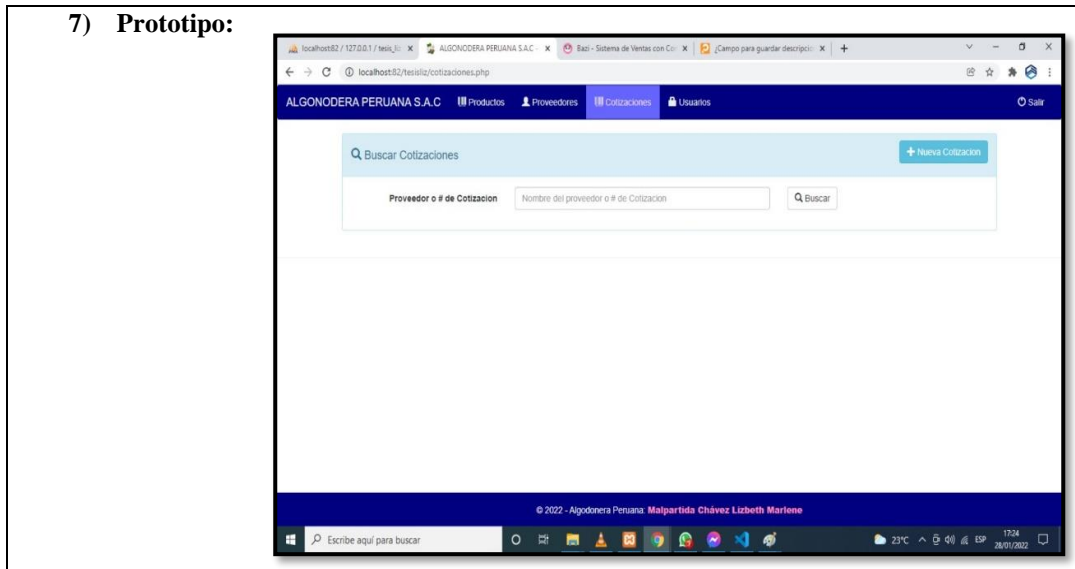 7) Prototipo:
localhost:82 / 127.0.0.1 / tesis_liz
ALGONODERA PERUANA S.A.C -
Bazi - Sistema de Ventas con Co
¿Campo para guardar descripcio
localhost:82/tesisliz/cotizaciones.php
ALGONODERA PERUANA S.A.C Productos Proveedores Cotizaciones Usuarios Salir
Buscar Cotizaciones + Nueva Cotizacion
Proveedor o # de Cotizacion Nombre del proveedor o # de Cotizacion Buscar
© 2022 - Algodonera Peruana: Malpartida Chávez Lizbeth Marlene
Escribe aquí para buscar 23°C ESP 17:24
28/01/2022